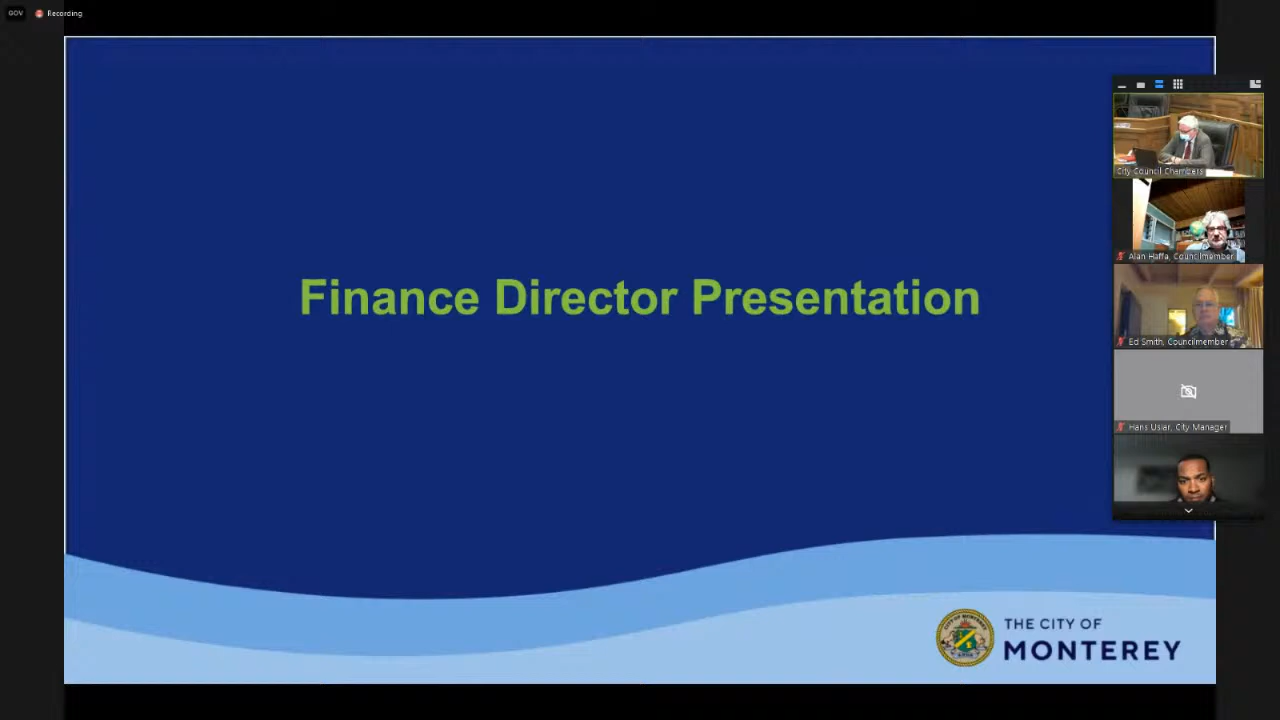 GOV
Recording
Finance Director Presentation
City Council Chambers
Alan Haffa, Councilmember
Ed Smith, Councilmember
Hans Uslar, City Manager
THE CITY OF
MONTEREY